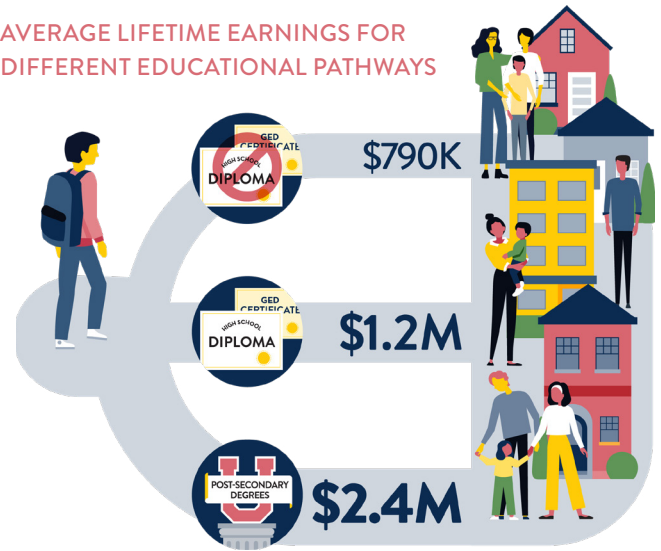 AVERAGE LIFETIME EARNINGS FOR
DIFFERENT EDUCATIONAL PATHWAYS
GED
CERTIFICATE
HIGH SCHOOL
DIPLOMA
$790K
GED
CERTIFICATE
HIGH SCHOOL
DIPLOMA
$1.2M
U
POST-SECONDARY
DEGREES
$2.4M